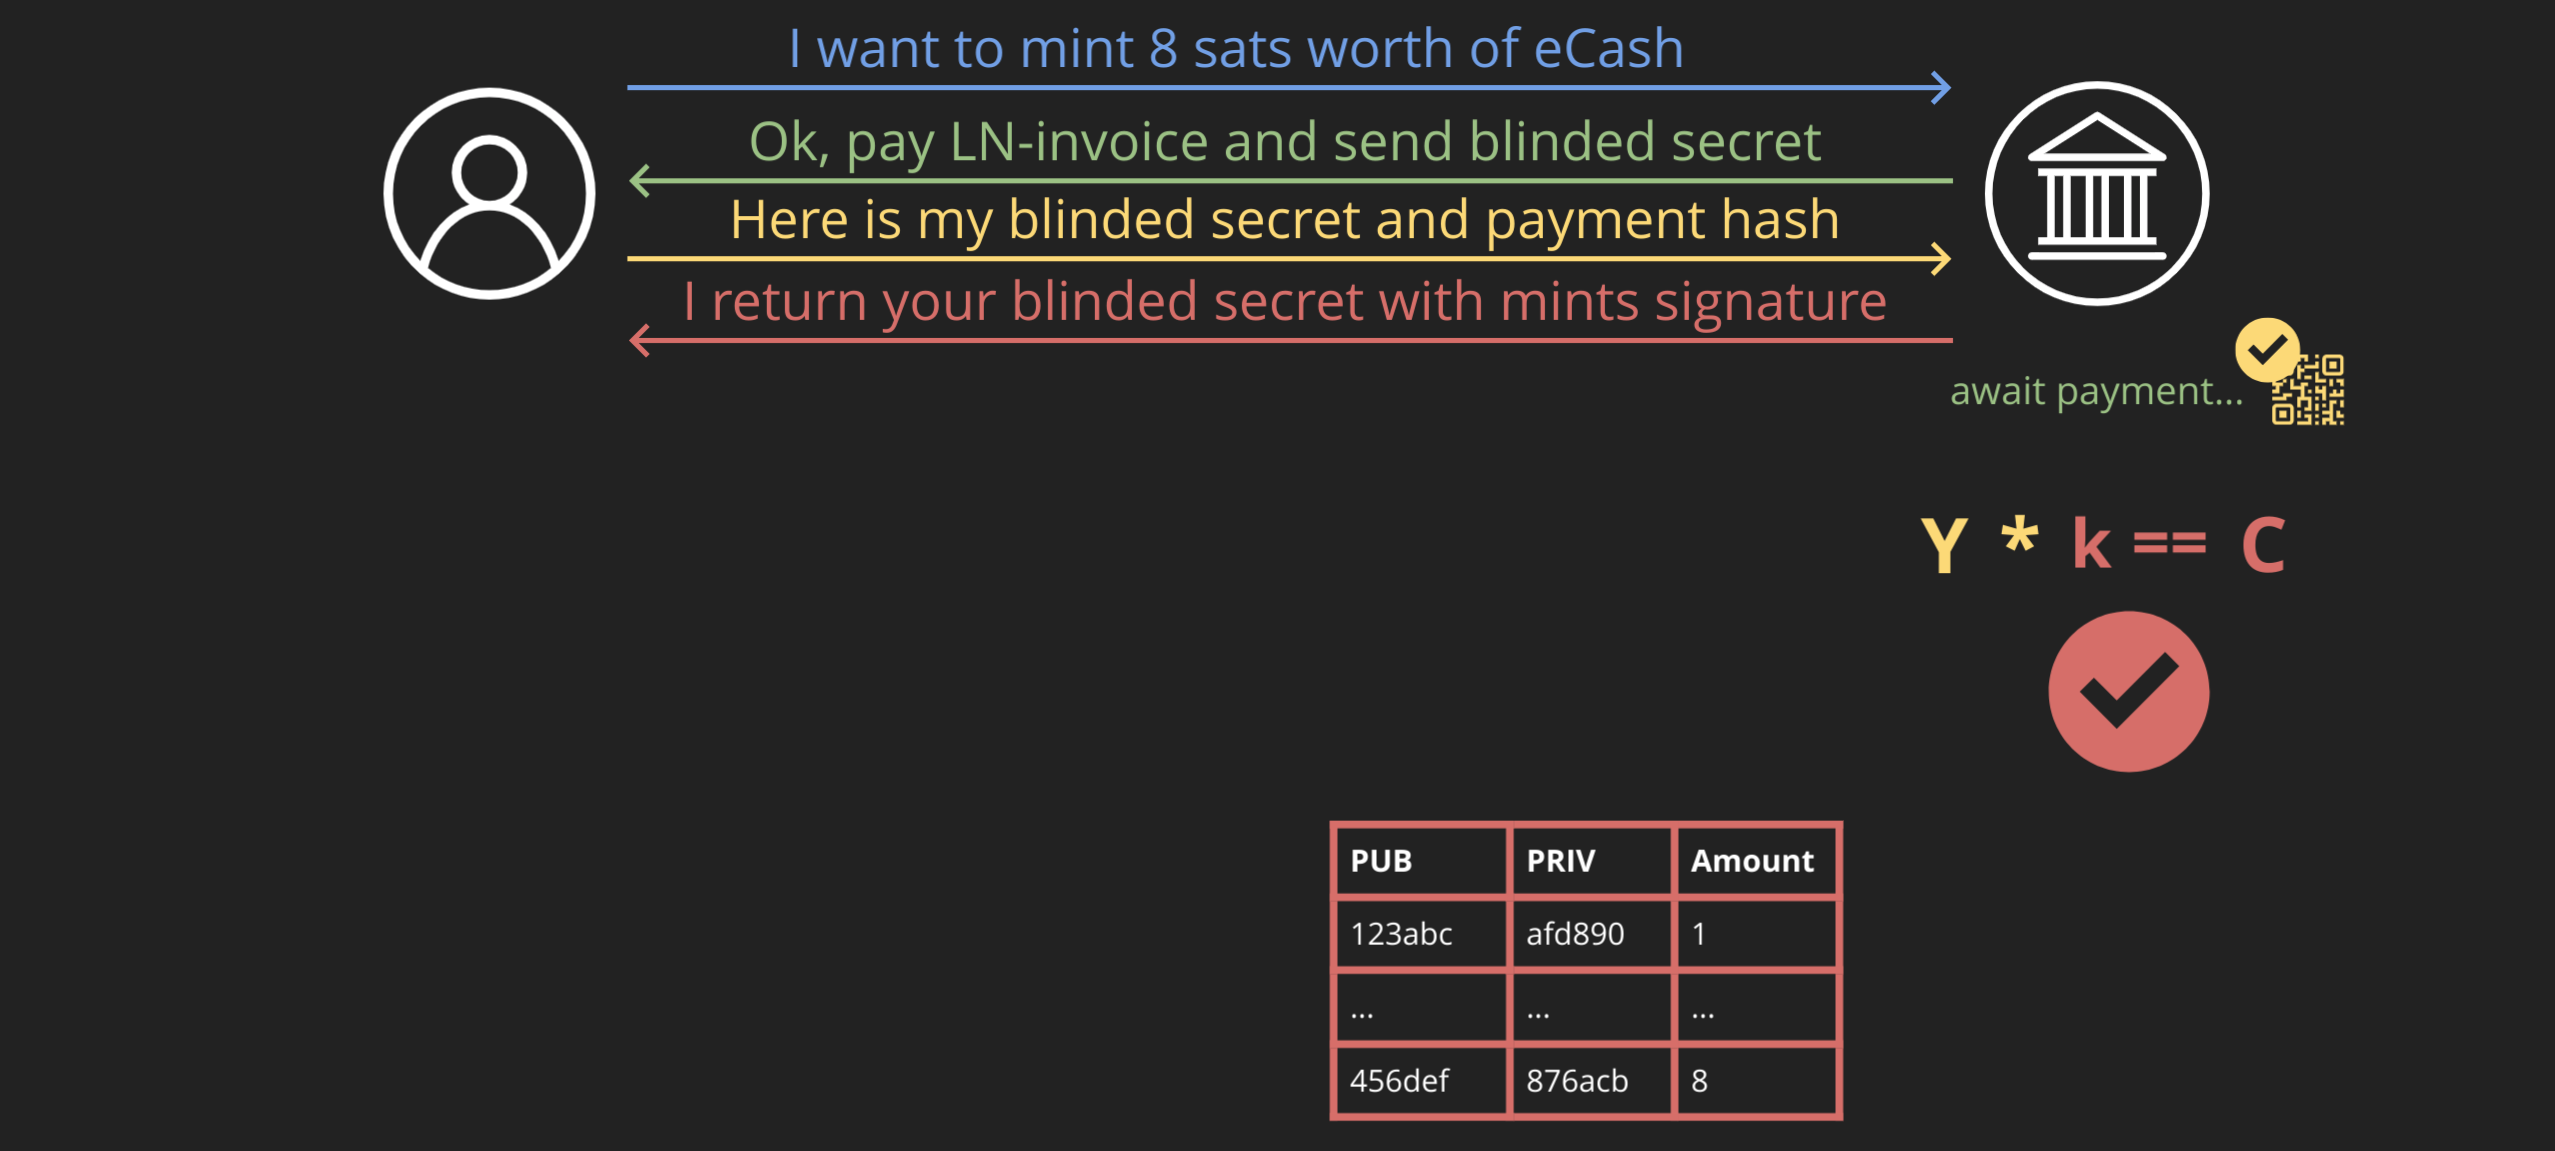 I want to mint 8 sats worth of eCash
Ok, pay LN-invoice and send blinded secret
Here is my blinded secret and payment hash
I return your blinded secret with mints signature
await payment...
Y * k == C
PUB PRIV Amount
123abc afd890 1
... ... ...
456def 876acb 8